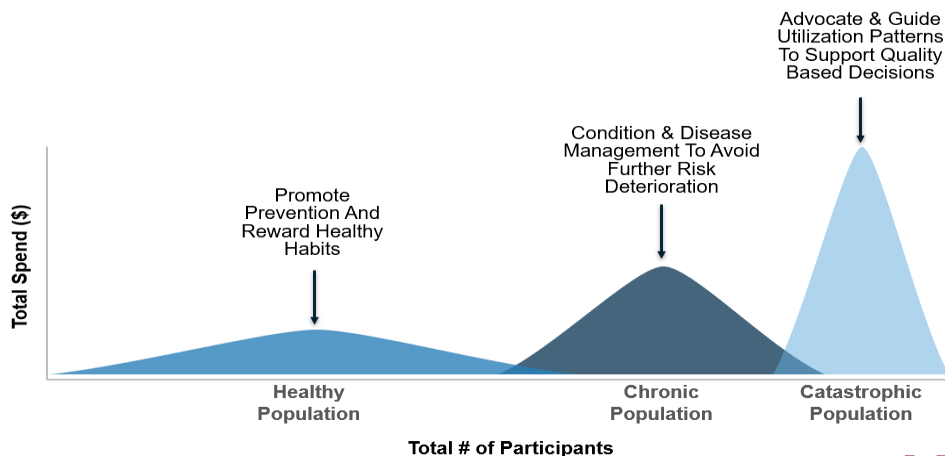 Advocate & Guide
Utilization Patterns
To Support Quality
Based Decisions
Condition & Disease
Management To Avoid
Further Risk
Deterioration
Promote
Prevention And
Reward Healthy
Habits
Total Spend ($)
Healthy
Population
Chronic
Population
Catastrophic
Population
Total # of Participants